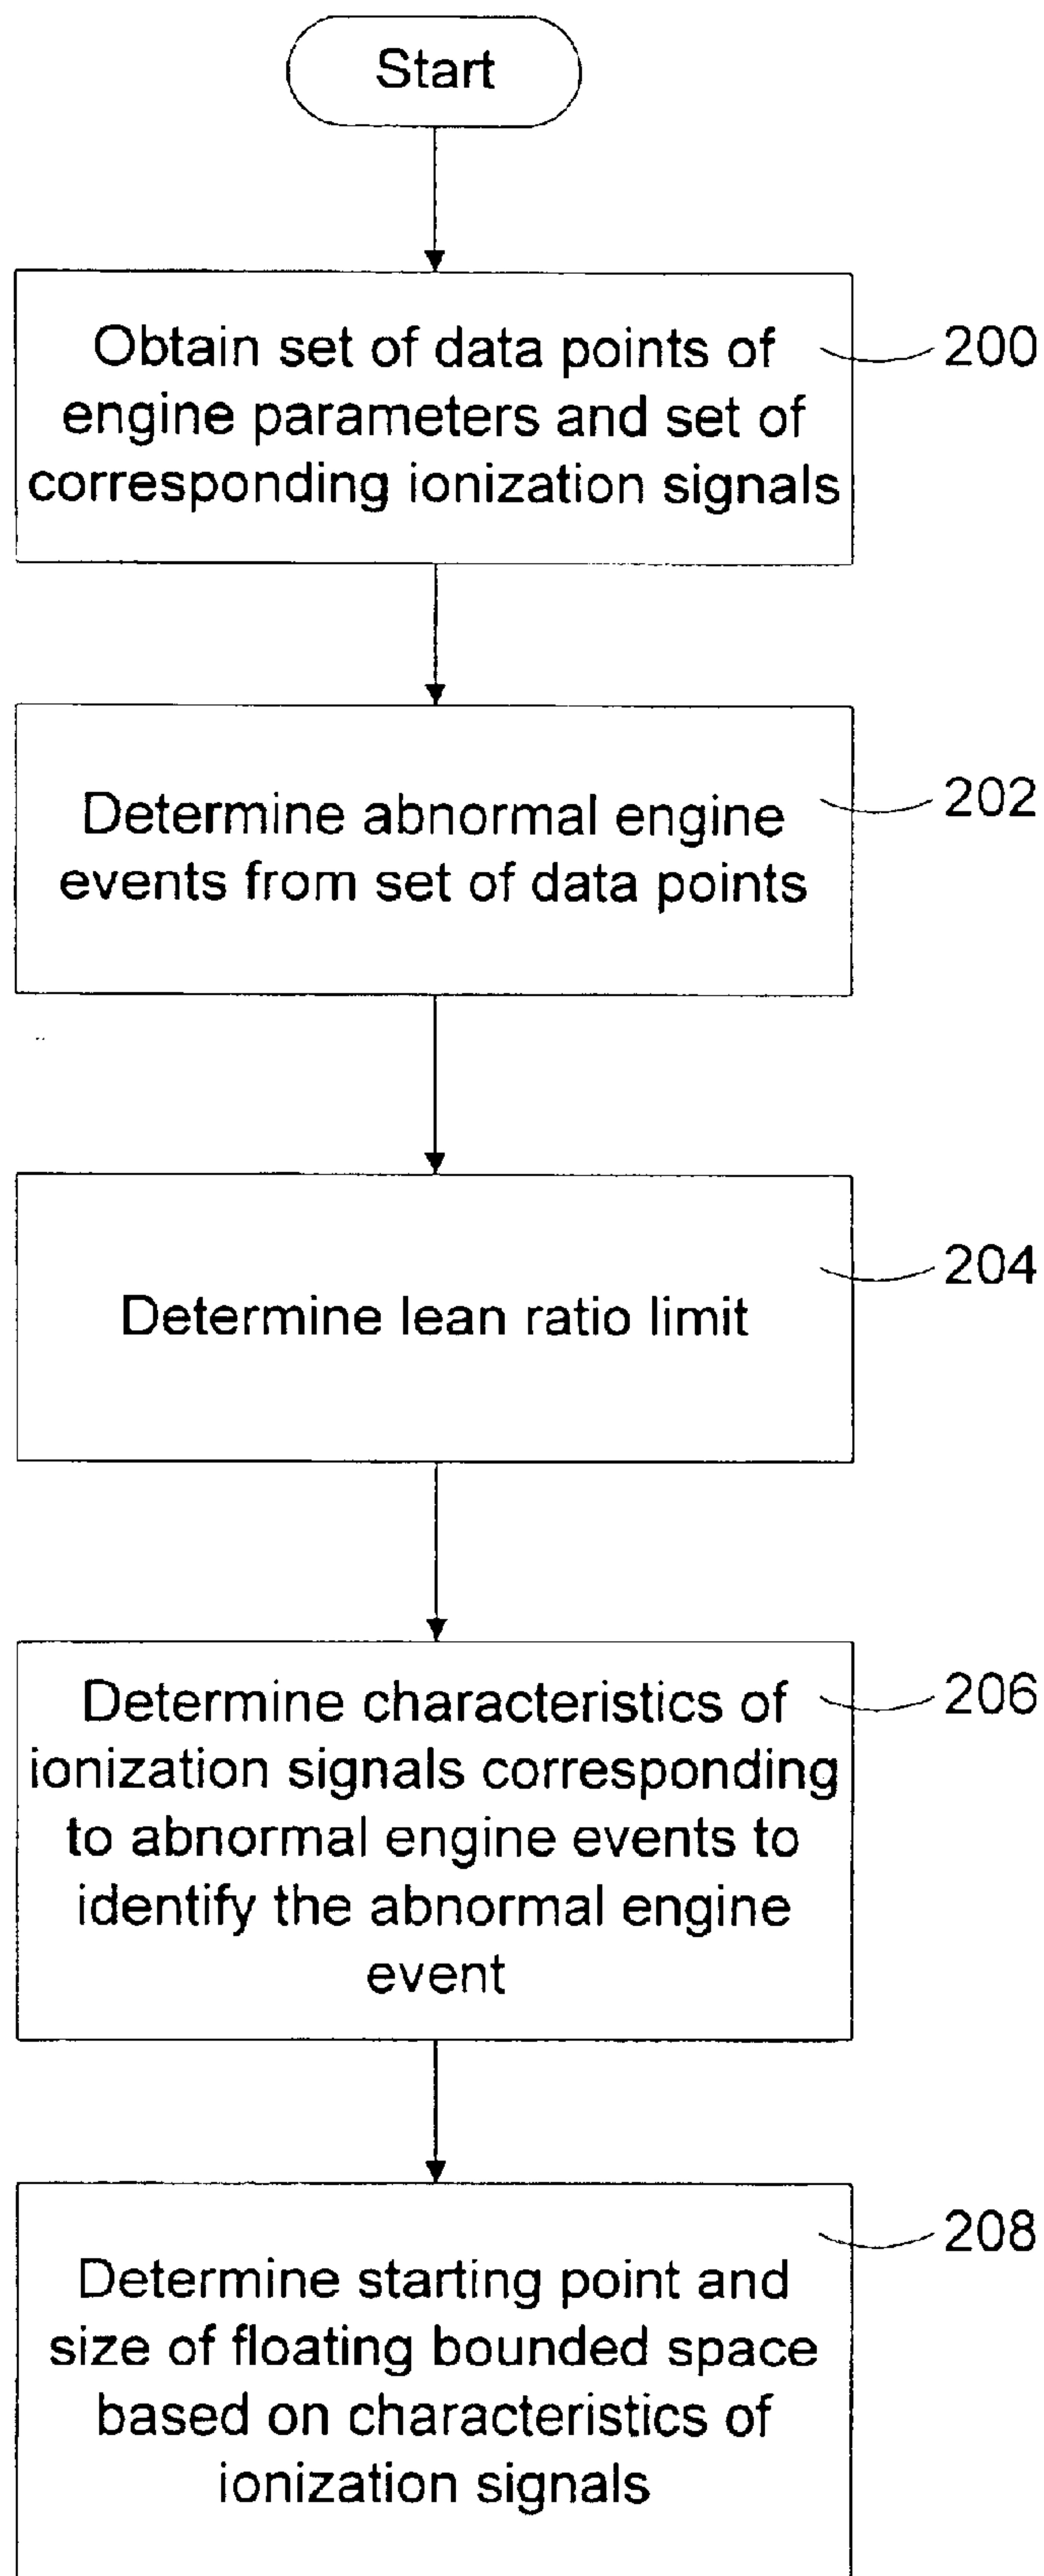 Start
Obtain set of data points of
engine parameters and set of
corresponding ionization signals
200
Determine abnormal engine
events from set of data points
202
Determine lean ratio limit
204
Determine characteristics of
ionization signals corresponding
to abnormal engine events to
identify the abnormal engine
event
206
Determine starting point and
size of floating bounded space
based on characteristics of
ionization signals
208